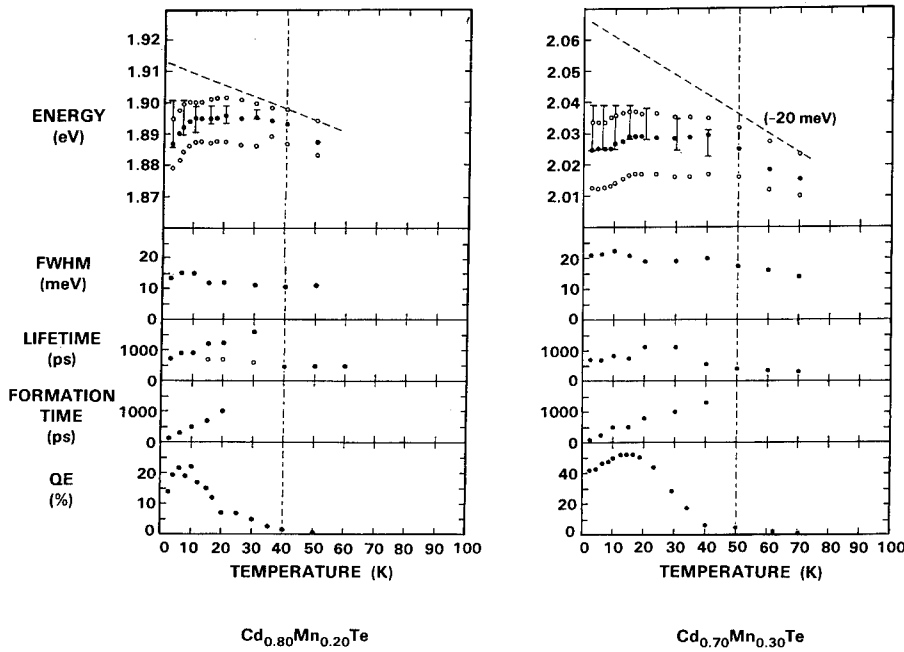 1.92
1.91
1.90
1.89
1.88
1.87
ENERGY
(eV)
2.06
2.05
2.04
2.03
2.02
2.01
(-20 meV)
FWHM
(meV)
20
10
0
20
10
0
LIFETIME
(ps)
1000
0
1000
0
FORMATION
TIME
(ps)
1000
0
1000
0
QE
(%)
20
10
0
40
20
0
0 10 20 30 40 50 60 70 80 90 100
TEMPERATURE (K)
0 10 20 30 40 50 60 70 80 90 100
TEMPERATURE (K)
Cd0.80Mn0.20Te
Cd0.70Mn0.30Te